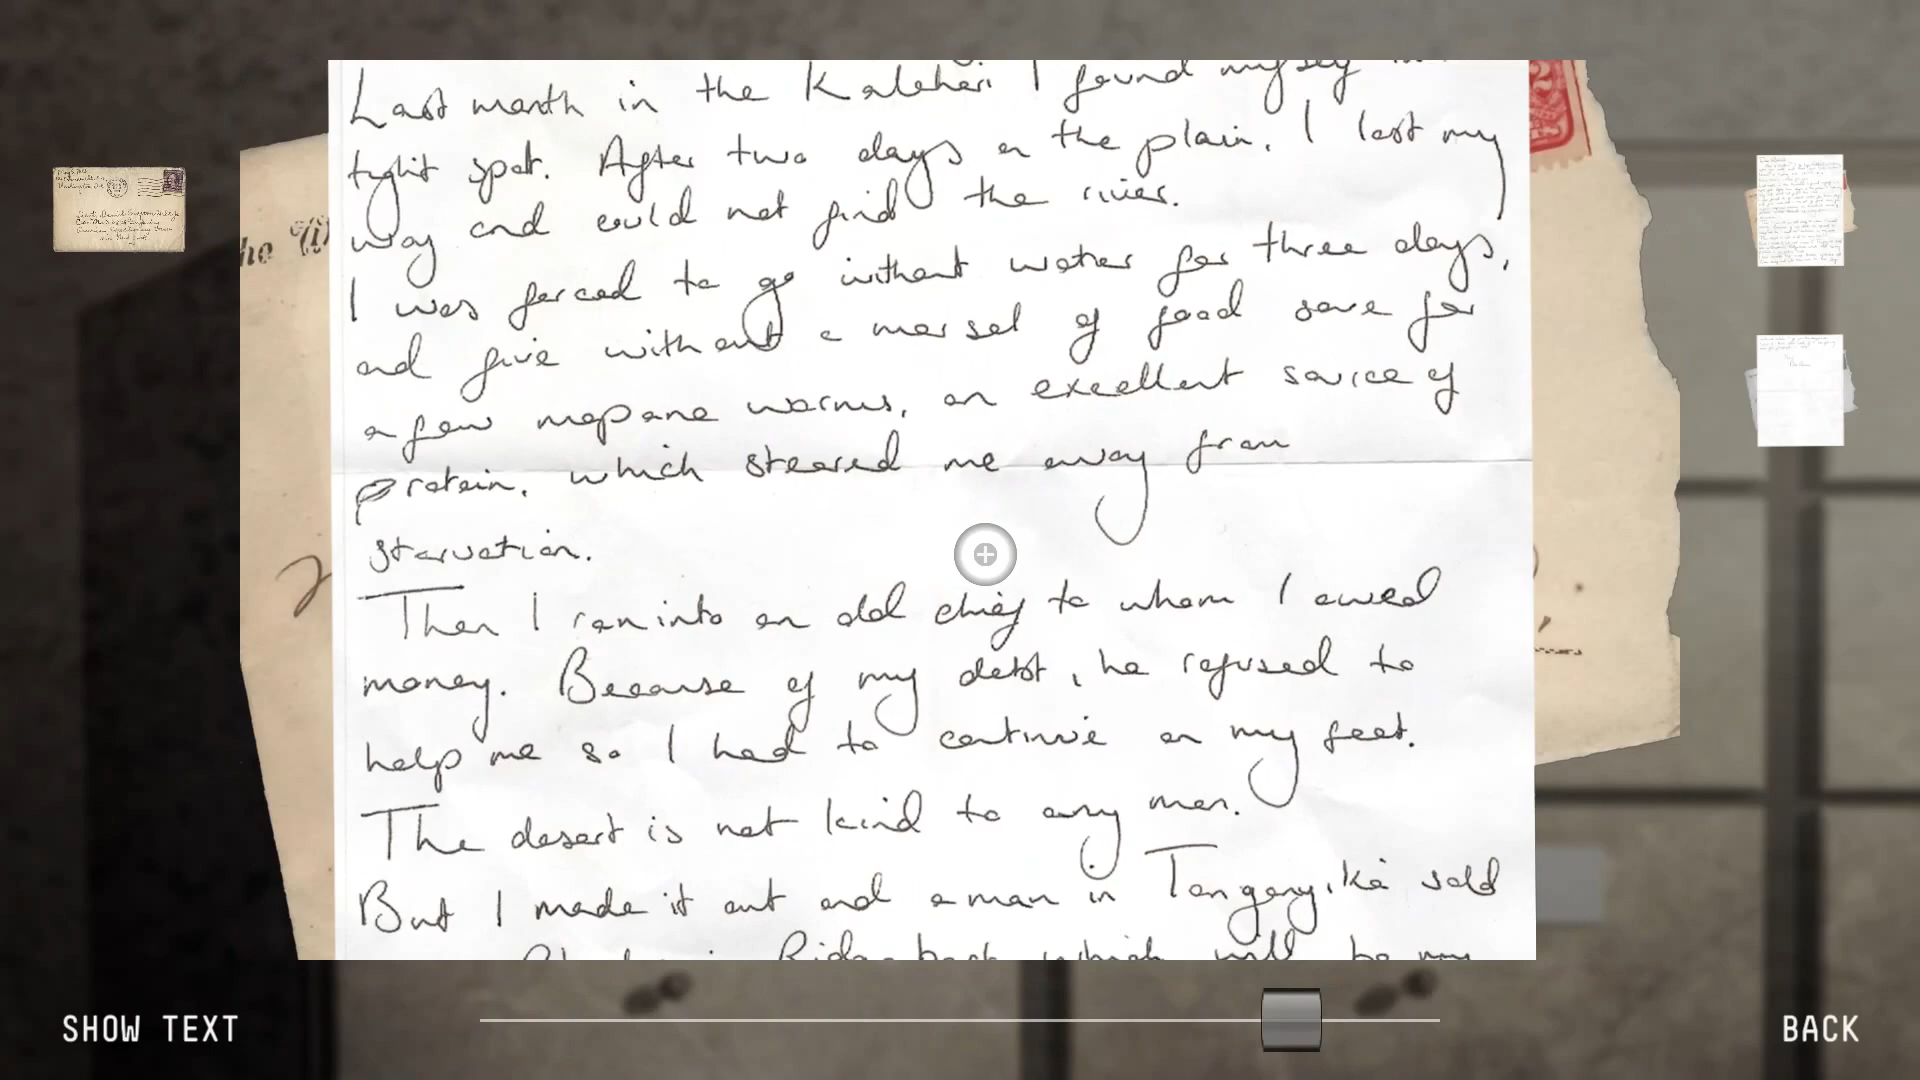 Last month in the Kalahari I found myself in a
tight spot. After two days on the plain, I lost my
way and could not find the river.
I was forced to go without water for three days,
and five without a morsel of food save for
a few mopane worms, an excellent source of
protein, which steered me away from
starvation.
Then I ran into an old chief to whom I owed
money. Because of my debt, he refused to
help me so I had to continue on my feet.
The desert is not kind to any man.
But I made it out and a man in Tanganyika sold
Ridgeback which will be my
SHOW TEXT
BACK